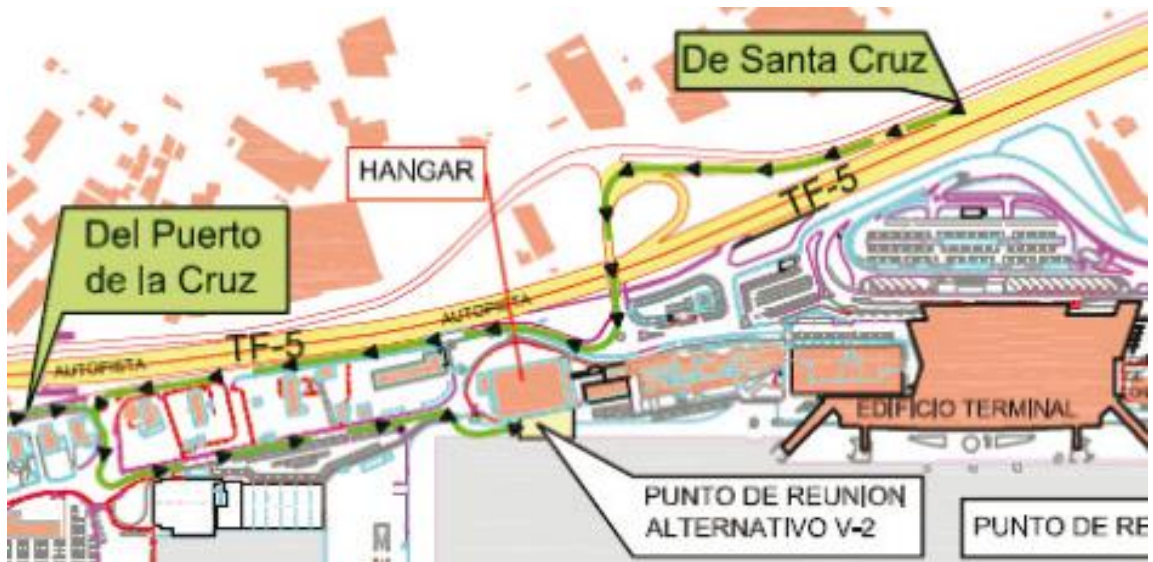 De Santa Cruz
HANGAR
TF-5
Del Puerto
de la Cruz
AUTOPISTA
TF-5
AUTOPISTA
EDIFICIO TERMINAL
PUNTO DE REUNION
ALTERNATIVO V-2
PUNTO DE RE